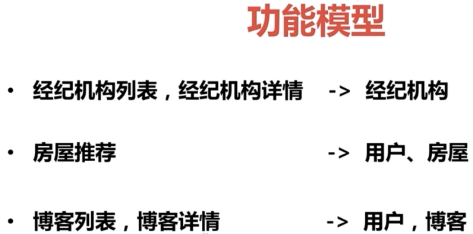 功能模型
• 经纪机构列表，经纪机构详情 -> 经纪机构
• 房屋推荐 -> 用户、房屋
• 博客列表，博客详情 -> 用户，博客